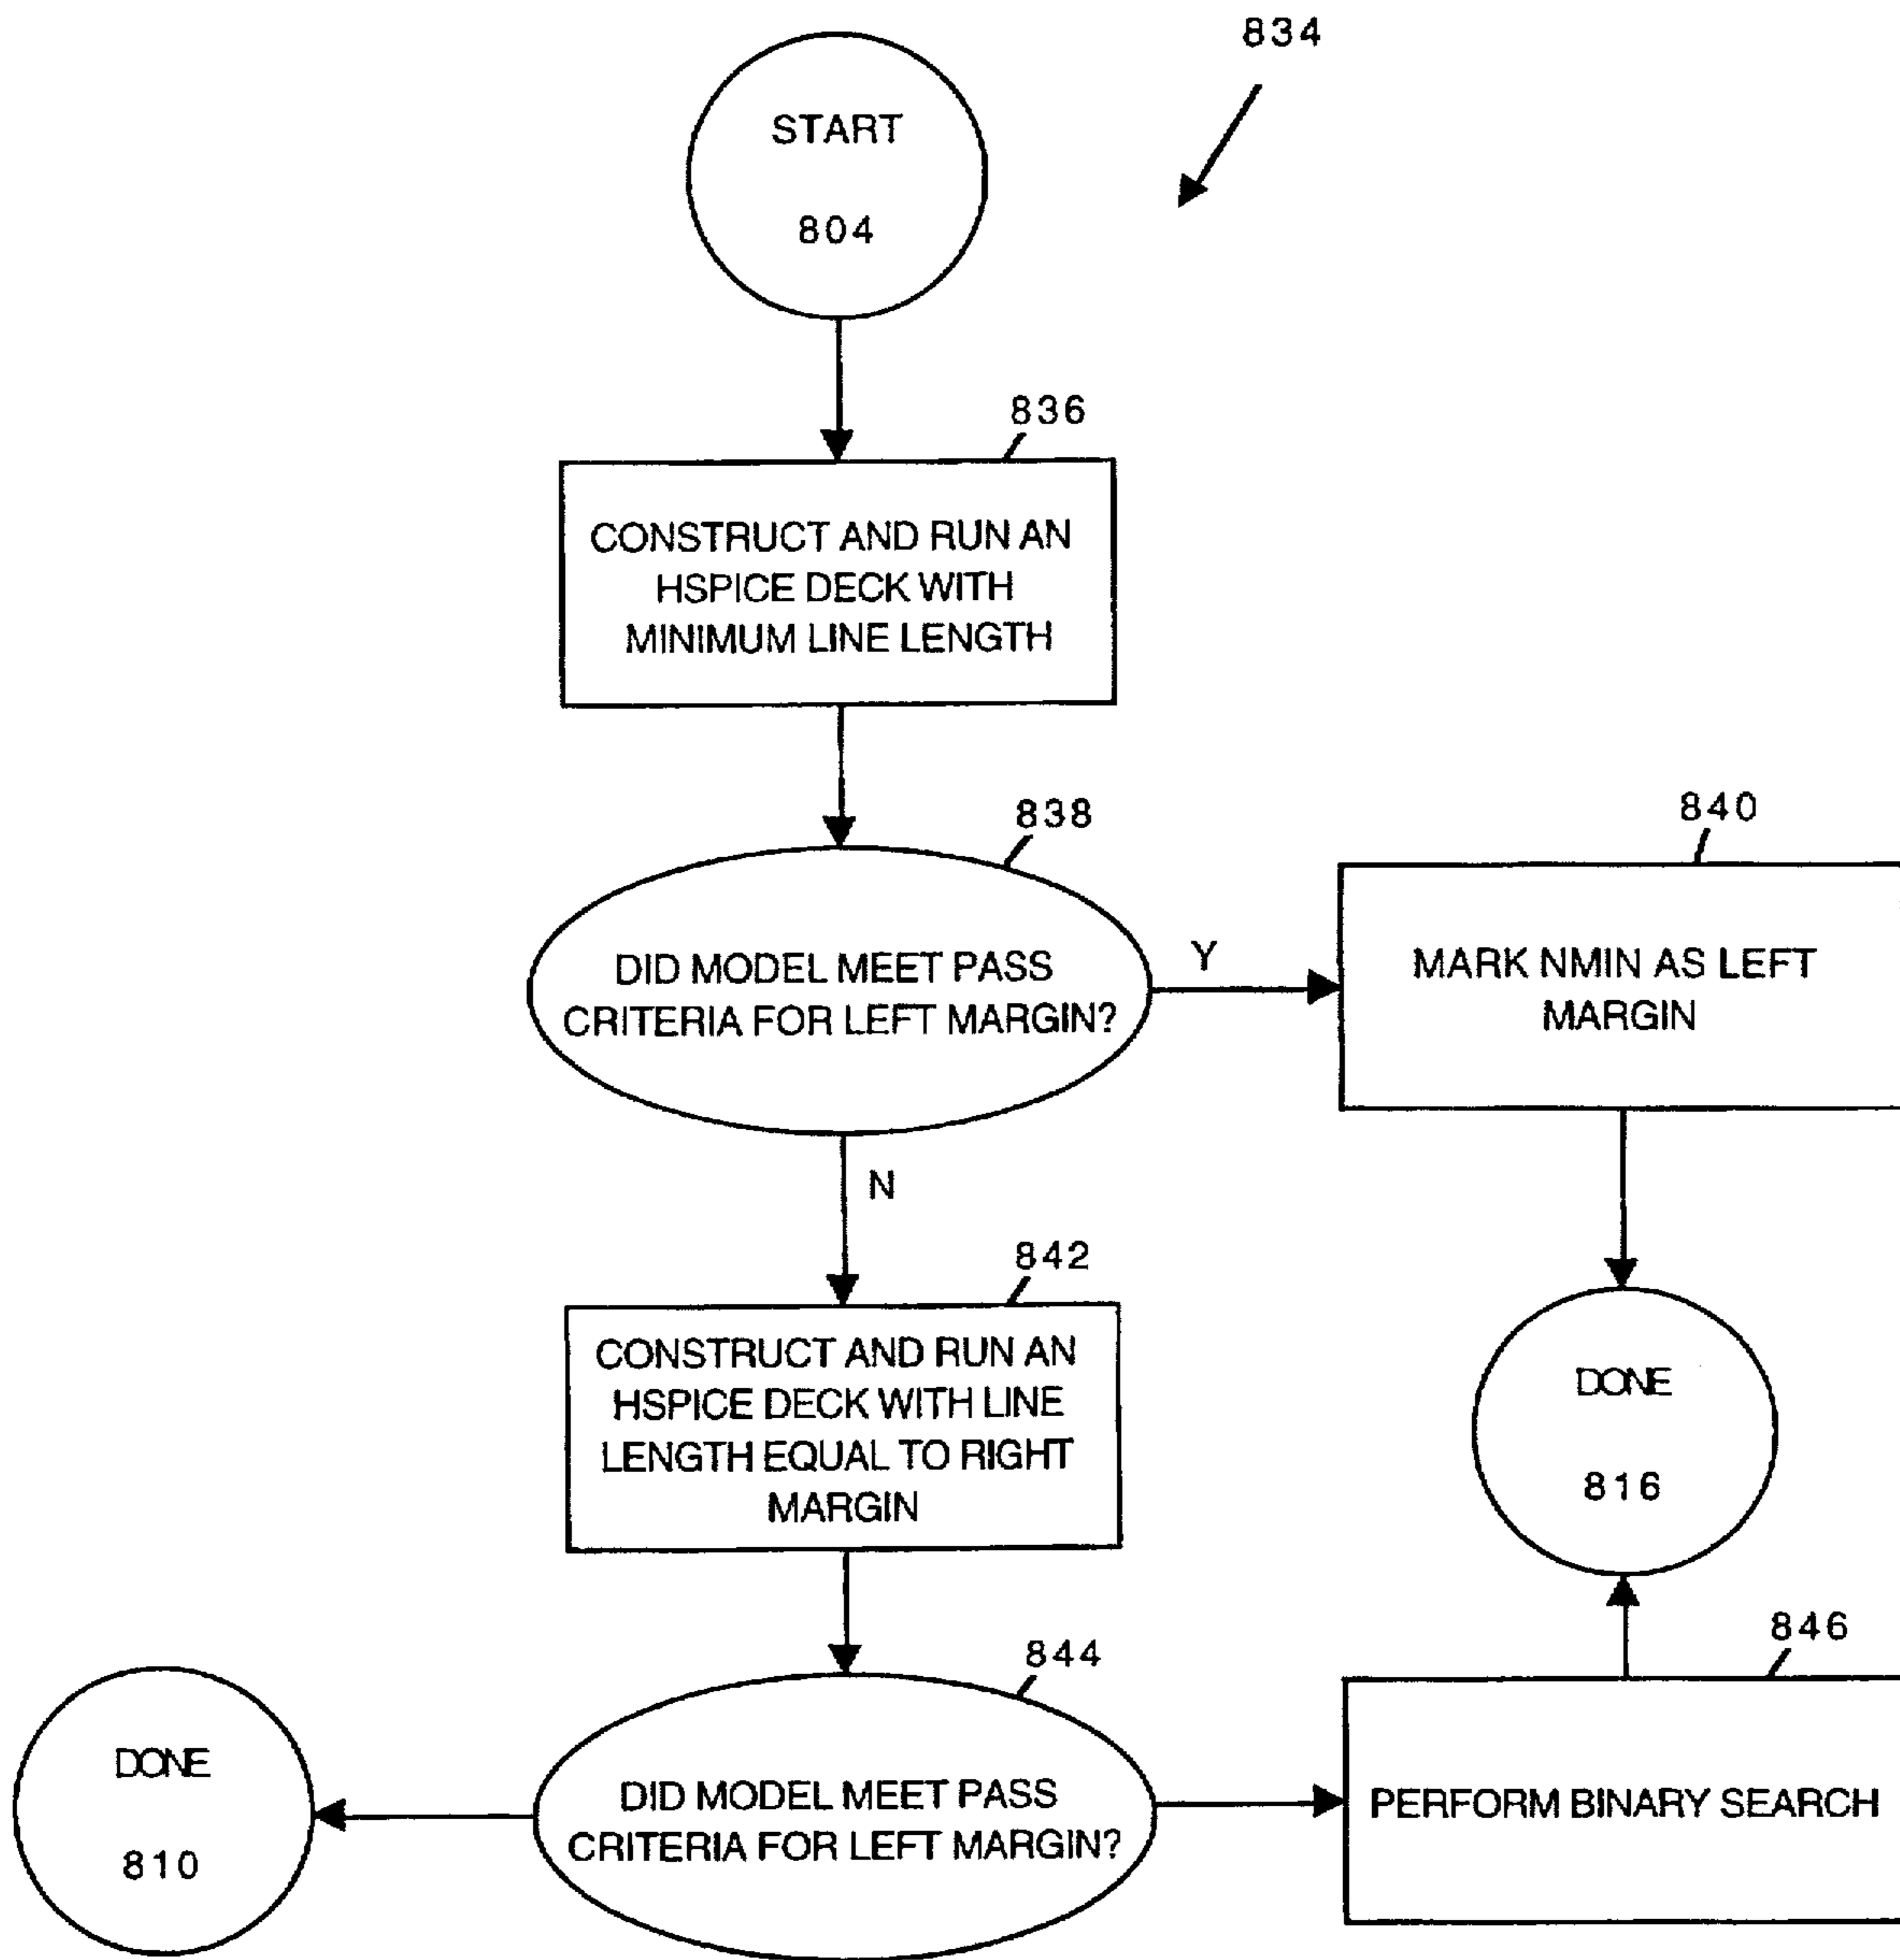 834
START
804
836
CONSTRUCT AND RUN AN
HSPICE DECK WITH
MINIMUM LINE LENGTH
838
DID MODEL MEET PASS
CRITERIA FOR LEFT MARGIN?
Y
840
MARK NMIN AS LEFT
MARGIN
N
842
CONSTRUCT AND RUN AN
HSPICE DECK WITH LINE
LENGTH EQUAL TO RIGHT
MARGIN
DONE
816
844
DID MODEL MEET PASS
CRITERIA FOR LEFT MARGIN?
846
PERFORM BINARY SEARCH
DONE
810